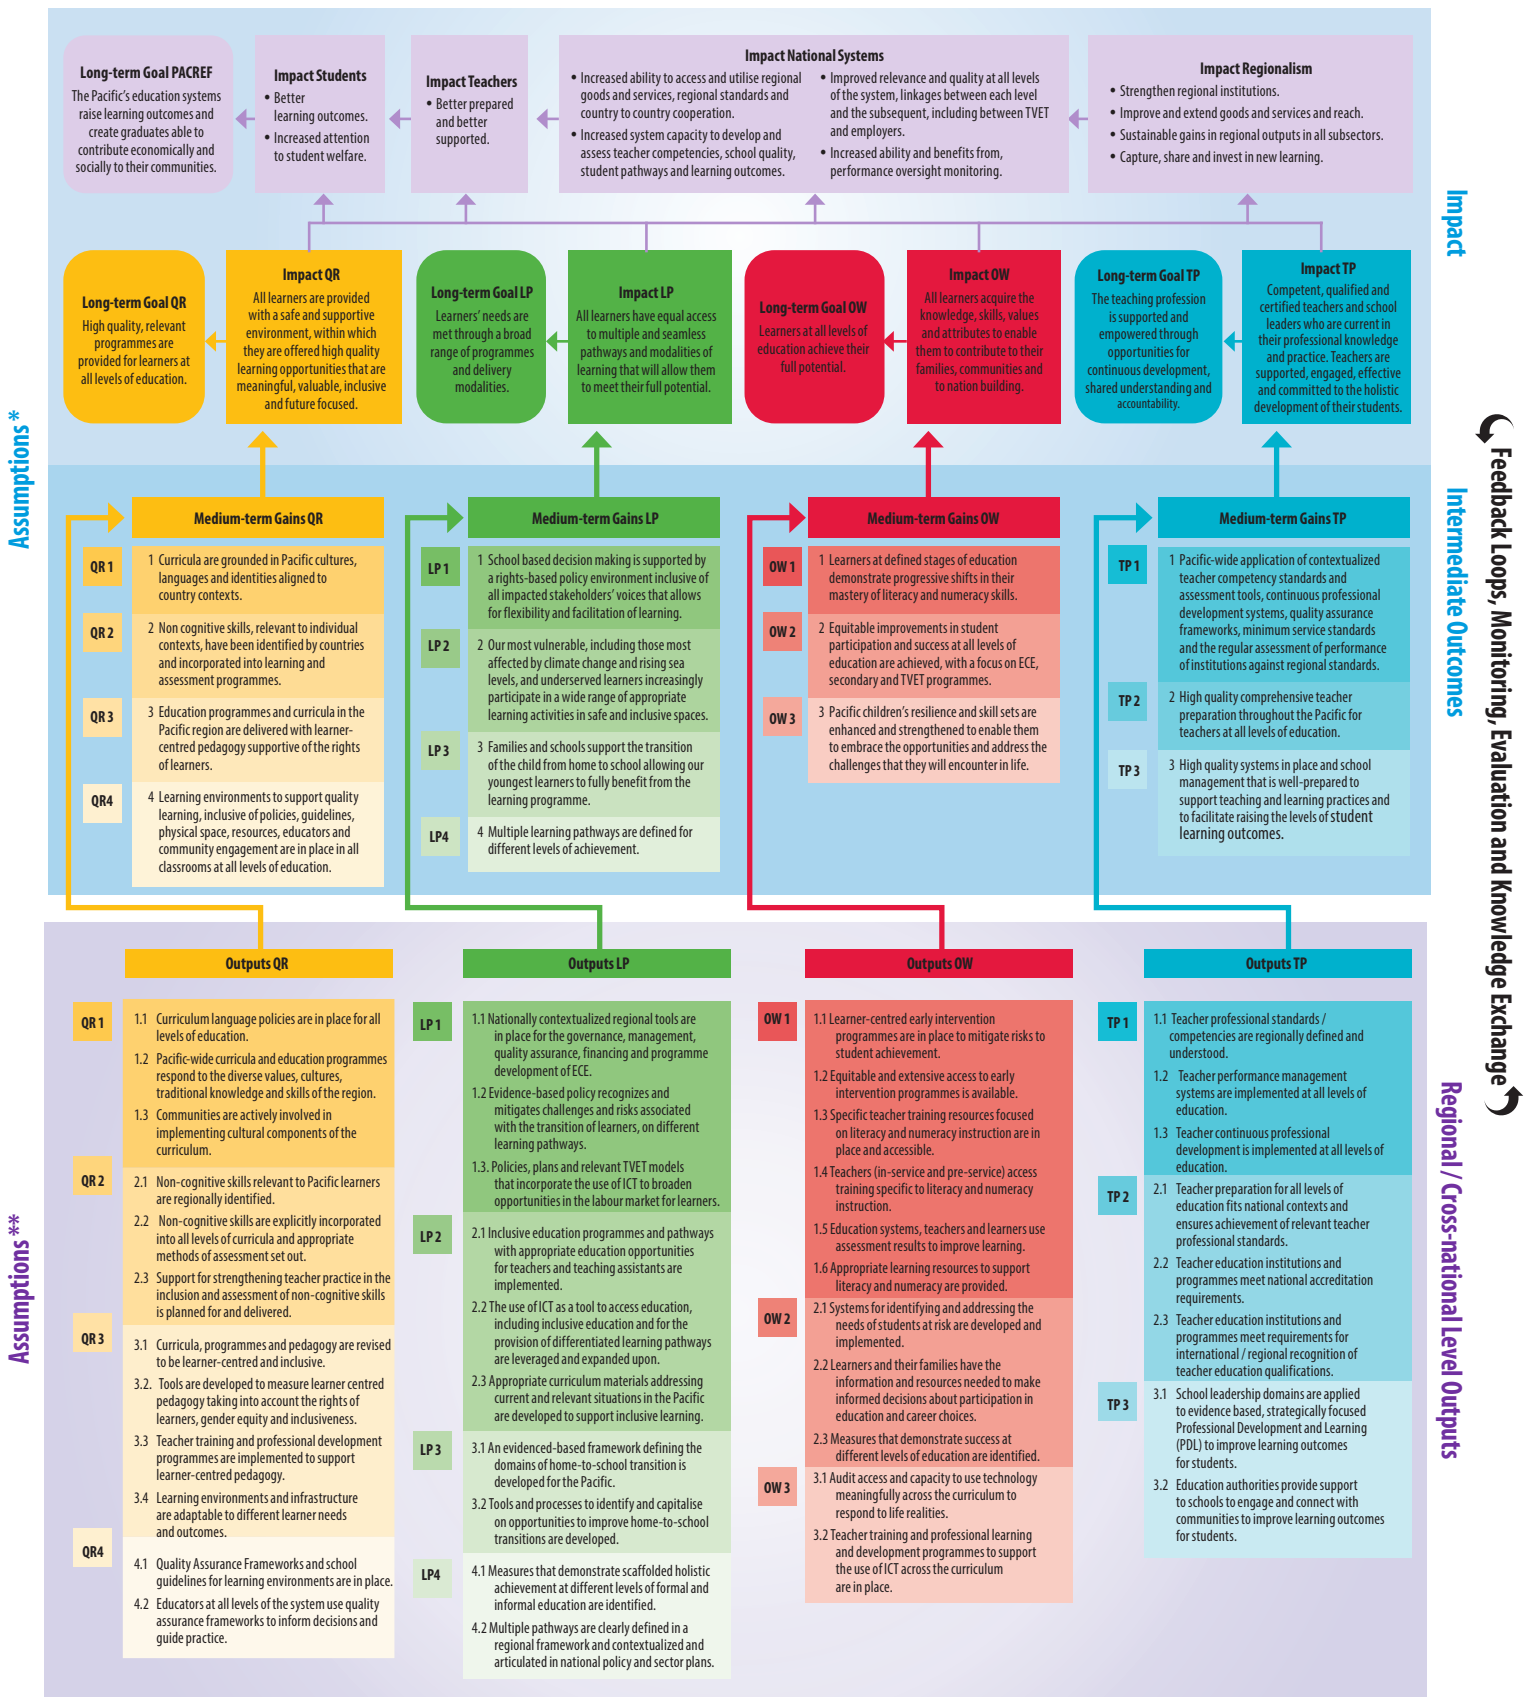 Long-term Goal PACREF
The Pacific's education systems
raise learning outcomes and
create graduates able to
contribute economically and
socially to their communities.
Impact Students
• Better
learning outcomes.
• Increased attention
to student welfare.
Impact Teachers
• Better prepared
and better
supported.
Impact National Systems
• Increased ability to access and utilise regional
goods and services, regional standards and
country to country cooperation.
• Increased system capacity to develop and
assess teacher competencies, school quality,
student pathways and learning outcomes.
• Improved relevance and quality at all levels
of the system, linkages between each level
and the subsequent, including between TVET
and employers.
• Increased ability and benefits from,
performance oversight monitoring.
Impact Regionalism
• Strengthen regional institutions.
• Improve and extend goods and services and reach.
• Sustainable gains in regional outputs in all subsectors.
• Capture, share and invest in new learning.
Impact
Long-term Goal QR
High quality, relevant
programmes are
provided for learners at
all levels of education.
Impact QR
All learners are provided
with a safe and supportive
environment, within which
they are offered high quality
learning opportunities that are
meaningful, valuable, inclusive
and future focused.
Long-term Goal LP
Learners' needs are
met through a broad
range of programmes
and delivery
modalities.
Impact LP
All learners have equal access
to multiple and seamless
pathways and modalities of
learning that will allow them
to meet their full potential.
Long-term Goal OW
Learners at all levels of
education achieve their
full potential.
Impact OW
All learners acquire the
knowledge, skills, values
and attributes to enable
them to contribute to their
families, communities and
to nation building.
Long-term Goal TP
The teaching profession
is supported and
empowered through
opportunities for
continuous development,
shared understanding and
accountability.
Impact TP
Competent, qualified and
certified teachers and school
leaders who are current in
their professional knowledge
and practice. Teachers are
supported, engaged, effective
and committed to the holistic
development of their students.
Assumptions *
Intermediate Outcomes
Feedback Loops, Monitoring, Evaluation and Knowledge Exchange
Medium-term Gains QR
QR 1
1 Curricula are grounded in Pacific cultures,
languages and identities aligned to
country contexts.
QR 2
2 Non cognitive skills, relevant to individual
contexts, have been identified by countries
and incorporated into learning and
assessment programmes.
QR 3
3 Education programmes and curricula in the
Pacific region are delivered with learner-
centred pedagogy supportive of the rights
of learners.
QR4
4 Learning environments to support quality
learning, inclusive of policies, guidelines,
physical space, resources, educators and
community engagement are in place in all
classrooms at all levels of education.
Medium-term Gains LP
LP 1
1 School based decision making is supported by
a rights-based policy environment inclusive of
all impacted stakeholders' voices that allows
for flexibility and facilitation of learning.
LP 2
2 Our most vulnerable, including those most
affected by climate change and rising sea
levels, and underserved learners increasingly
participate in a wide range of appropriate
learning activities in safe and inclusive spaces.
LP 3
3 Families and schools support the transition
of the child from home to school allowing our
youngest learners to fully benefit from the
learning programme.
LP4
4 Multiple learning pathways are defined for
different levels of achievement.
Medium-term Gains OW
OW 1
1 Learners at defined stages of education
demonstrate progressive shifts in their
mastery of literacy and numeracy skills.
OW 2
2 Equitable improvements in student
participation and success at all levels of
education are achieved, with a focus on ECE,
secondary and TVET programmes.
OW 3
3 Pacific children's resilience and skill sets are
enhanced and strengthened to enable them
to embrace the opportunities and address the
challenges that they will encounter in life.
Medium-term Gains TP
TP 1
1 Pacific-wide application of contextualized
teacher competency standards and
assessment tools, continuous professional
development systems, quality assurance
frameworks, minimum service standards
and the regular assessment of performance
of institutions against regional standards.
TP 2
2 High quality comprehensive teacher
preparation throughout the Pacific for
teachers at all levels of education.
TP 3
3 High quality systems in place and school
management that is well-prepared to
support teaching and learning practices and
to facilitate raising the levels of student
learning outcomes.
Assumptions **
Regional / Cross-national Level Outputs
Outputs QR
QR 1
1.1 Curriculum language policies are in place for all
levels of education.
1.2 Pacific-wide curricula and education programmes
respond to the diverse values, cultures,
traditional knowledge and skills of the region.
1.3 Communities are actively involved in
implementing cultural components of the
curriculum.
QR 2
2.1 Non-cognitive skills relevant to Pacific learners
are regionally identified.
2.2 Non-cognitive skills are explicitly incorporated
into all levels of curricula and appropriate
methods of assessment set out.
2.3 Support for strengthening teacher practice in the
inclusion and assessment of non-cognitive skills
is planned for and delivered.
QR 3
3.1 Curricula, programmes and pedagogy are revised
to be learner-centred and inclusive.
3.2. Tools are developed to measure learner centred
pedagogy taking into account the rights of
learners, gender equity and inclusiveness.
3.3 Teacher training and professional development
programmes are implemented to support
learner-centred pedagogy.
3.4 Learning environments and infrastructure
are adaptable to different learner needs
and outcomes.
QR4
4.1 Quality Assurance Frameworks and school
guidelines for learning environments are in place.
4.2 Educators at all levels of the system use quality
assurance frameworks to inform decisions and
guide practice.
Outputs LP
LP 1
1.1 Nationally contextualized regional tools are
in place for the governance, management,
quality assurance, financing and programme
development of ECE.
1.2 Evidence-based policy recognizes and
mitigates challenges and risks associated
with the transition of learners, on different
learning pathways.
1.3. Policies, plans and relevant TVET models
that incorporate the use of ICT to broaden
opportunities in the labour market for learners.
LP 2
2.1 Inclusive education programmes and pathways
with appropriate education opportunities
for teachers and teaching assistants are
implemented.
2.2 The use of ICT as a tool to access education,
including inclusive education and for the
provision of differentiated learning pathways
are leveraged and expanded upon.
2.3 Appropriate curriculum materials addressing
current and relevant situations in the Pacific
are developed to support inclusive learning.
LP 3
3.1 An evidenced-based framework defining the
domains of home-to-school transition is
developed for the Pacific.
3.2 Tools and processes to identify and capitalise
on opportunities to improve home-to-school
transitions are developed.
LP4
4.1 Measures that demonstrate scaffolded holistic
achievement at different levels of formal and
informal education are identified.
4.2 Multiple pathways are clearly defined in a
regional framework and contextualized and
articulated in national policy and sector plans.
Outputs OW
OW 1
1.1 Learner-centred early intervention
programmes are in place to mitigate risks to
student achievement.
1.2 Equitable and extensive access to early
intervention programmes is available.
1.3 Specific teacher training resources focused
on literacy and numeracy instruction are in
place and accessible.
1.4 Teachers (in-service and pre-service) access
training specific to literacy and numeracy
instruction.
1.5 Education systems, teachers and learners use
assessment results to improve learning.
1.6 Appropriate learning resources to support
literacy and numeracy are provided.
OW 2
2.1 Systems for identifying and addressing the
needs of students at risk are developed and
implemented.
2.2 Learners and their families have the
information and resources needed to make
informed decisions about participation in
education and career choices.
2.3 Measures that demonstrate success at
different levels of education are identified.
OW 3
3.1 Audit access and capacity to use technology
meaningfully across the curriculum to
respond to life realities.
3.2 Teacher training and professional learning
and development programmes to support
the use of ICT across the curriculum
are in place.
Outputs TP
TP 1
1.1 Teacher professional standards /
competencies are regionally defined and
understood.
1.2 Teacher performance management
systems are implemented at all levels of
education.
1.3 Teacher continuous professional
development is implemented at all levels of
education.
TP 2
2.1 Teacher preparation for all levels of
education fits national contexts and
ensures achievement of relevant teacher
professional standards.
2.2 Teacher education institutions and
programmes meet national accreditation
requirements.
2.3 Teacher education institutions and
programmes meet requirements for
international / regional recognition of
teacher education qualifications.
TP 3
3.1 School leadership domains are applied
to evidence based, strategically focused
Professional Development and Learning
(PDL) to improve learning outcomes
for students.
3.2 Education authorities provide support
to schools to engage and connect with
communities to improve learning outcomes
for students.